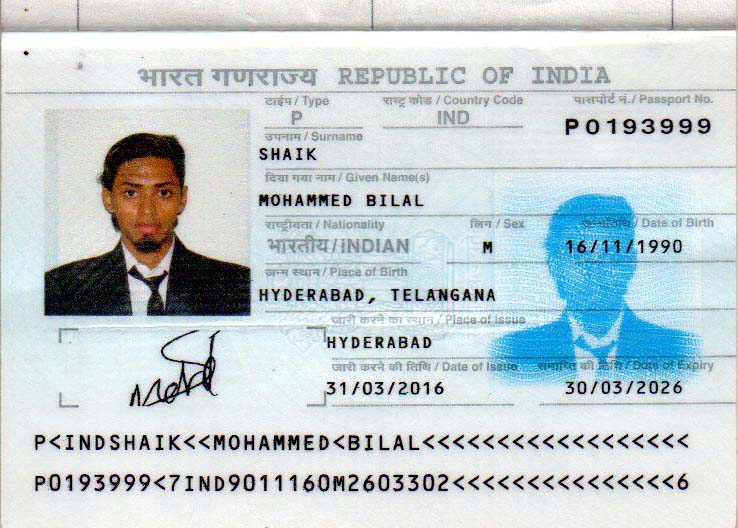 भारत गणराज्य REPUBLIC OF INDIA
टाईप / Type राष्ट्र कोड / Country Code पासपोर्ट नं. / Passport No.
P IND P0193999
उपनाम / Surname
SHAIK
दिया गया नाम / Given Name(s)
MOHAMMED BILAL
राष्ट्रीयता / Nationality लिंग / Sex जन्मतिथि / Date of Birth
भारतीय/INDIAN M 16/11/1990
जन्म स्थान / Place of Birth
HYDERABAD, TELANGANA
जारी करने का स्थान / Place of Issue
HYDERABAD
जारी करने की तिथि / Date of Issue समाप्ति की तिथि / Date of Expiry
31/03/2016 30/03/2026
P<INDSHAIK<<MOHAMMED<BILAL<<<<<<<<<<<<<<<<<<
P0193999<7IND9011160M2603302<<<<<<<<<<<<<<<6